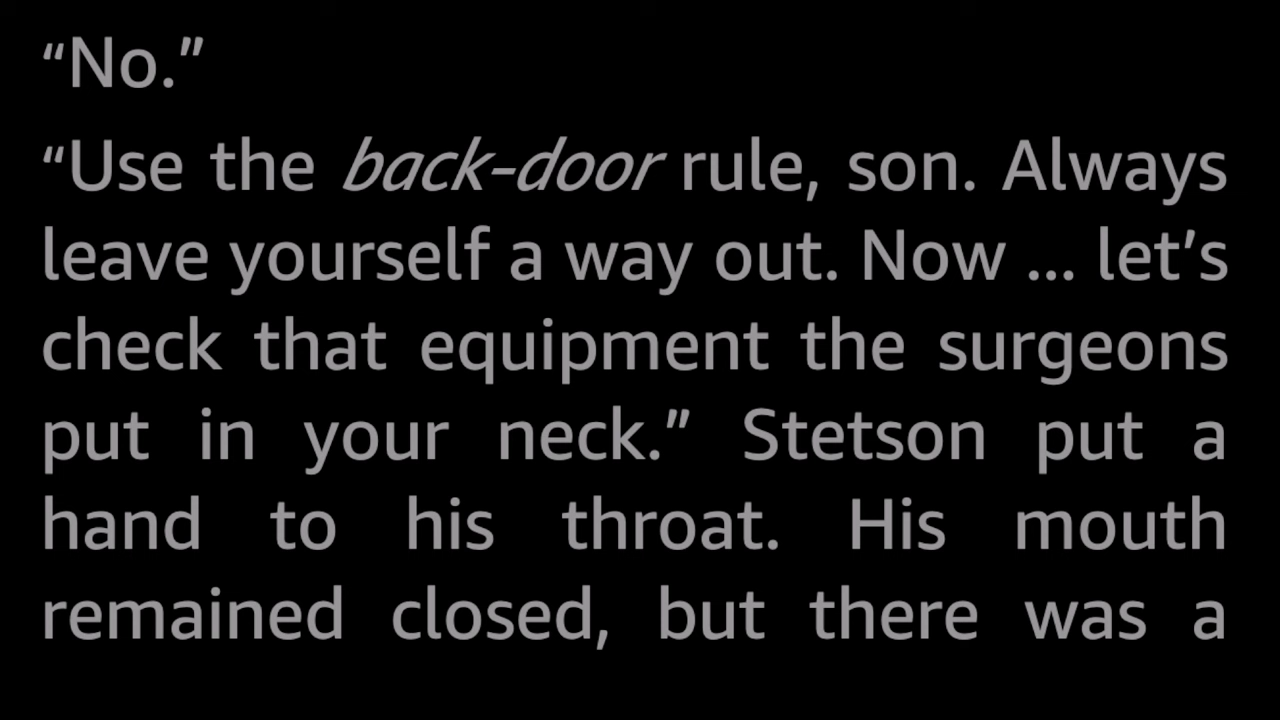 “No.”
“Use the back-door rule, son. Always
leave yourself a way out. Now ... let’s
check that equipment the surgeons
put in your neck.” Stetson put a
hand to his throat. His mouth
remained closed, but there was a